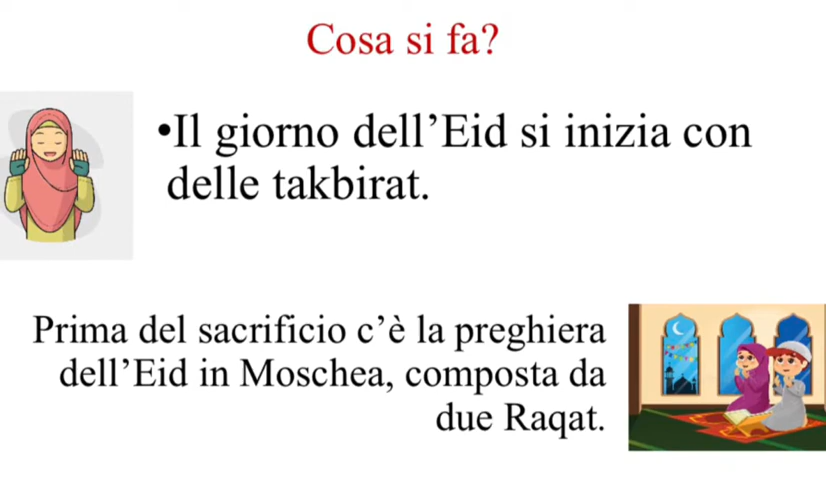 Cosa si fa?
•Il giorno dell’Eid si inizia con
delle takbirat.
Prima del sacrificio c’è la preghiera
dell’Eid in Moschea, composta da
due Raqat.